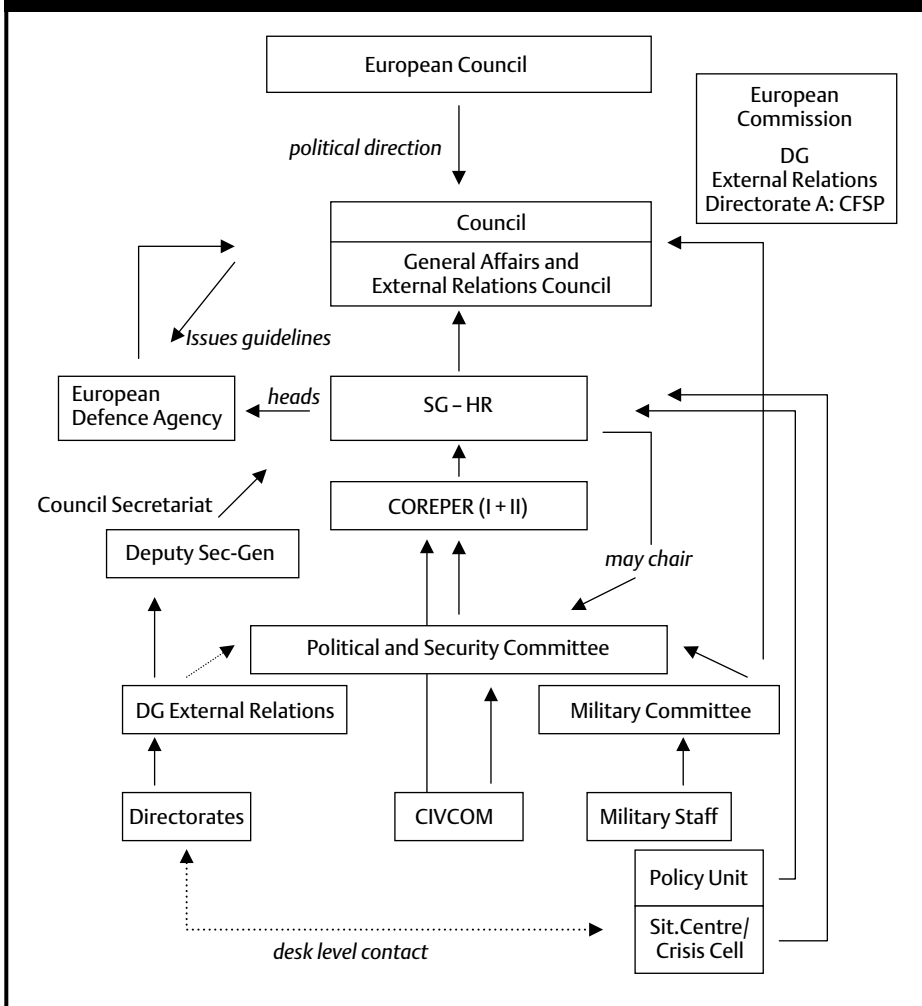 European Council
European
Commission
DG
External Relations
Directorate A: CFSP
political direction
Council
General Affairs and
External Relations Council
Issues guidelines
European
Defence Agency
heads
SG – HR
Council Secretariat
COREPER (I + II)
Deputy Sec-Gen
may chair
Political and Security Committee
DG External Relations
Military Committee
Directorates
CIVCOM
Military Staff
Policy Unit
Sit.Centre/
Crisis Cell
desk level contact